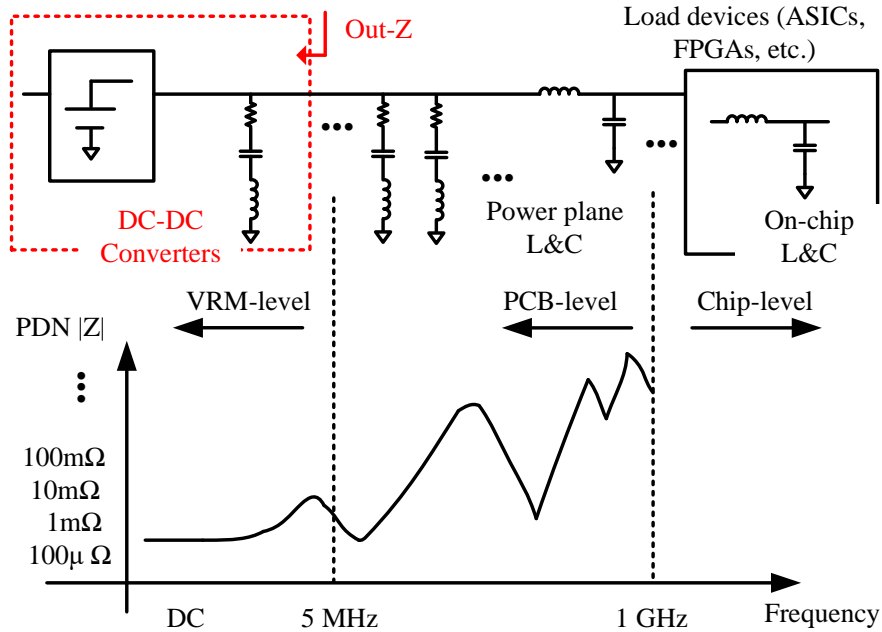 Out-Z
Load devices (ASICs,
FPGAs, etc.)
DC-DC
Converters
Power plane
L&C
On-chip
L&C
VRM-level
PCB-level
Chip-level
PDN |Z|
100mΩ
10mΩ
1mΩ
100μ Ω
DC
5 MHz
1 GHz
Frequency